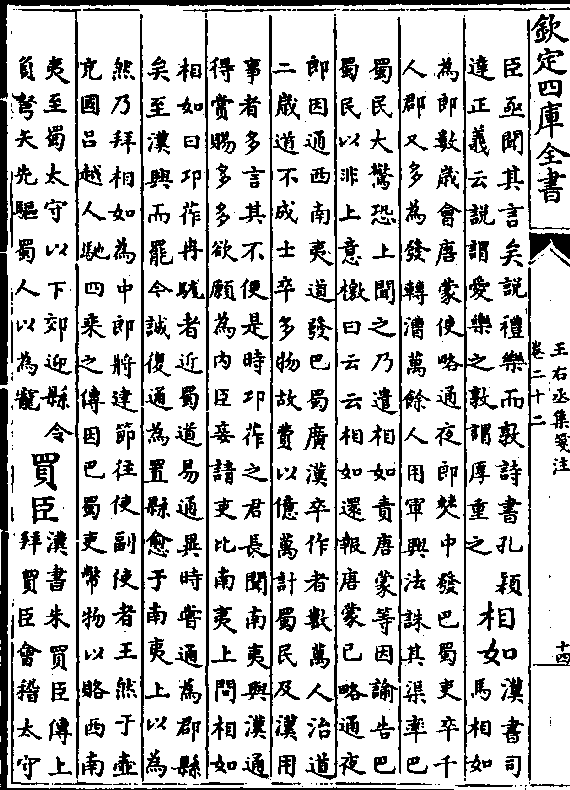 欽定四庫全書
王右丞集箋注
卷二十二
十四
臣亟聞其言矣說禮樂而敦詩書孔穎
達正義云說謂愛樂之敦謂厚重之
相如
漢書司
馬相如
為郎數歲會唐蒙使略通夜郎僰中發巴蜀吏卒千
人郡又多為發轉漕萬餘人用軍興法誅其渠率巴
蜀民大驚恐上聞之乃遣相如責唐蒙等因諭告巴
蜀民以非上意檄曰云云相如還報唐蒙已略通夜
郎因通西南夷道發巴蜀廣漢卒作者數萬人治道
二歲道不成士卒多物故費以億萬計蜀民及漢用
事者多言其不便是時邛莋之君長聞南夷與漢通
得賞賜多多欲願為內臣妾請吏比南夷上問相如
相如曰邛莋冉駹者近蜀道易通異時嘗通為郡縣
矣至漢興而罷今誠復通為置縣愈于南夷上以為
然乃拜相如為中郎將建節往使副使者王然于壺
充國呂越人馳四乘之傳因巴蜀吏幣物以賂西南
夷至蜀太守以下郊迎縣令
負弩矢先驅蜀人以為寵
買臣
漢書朱買臣傳上
拜買臣會稽太守